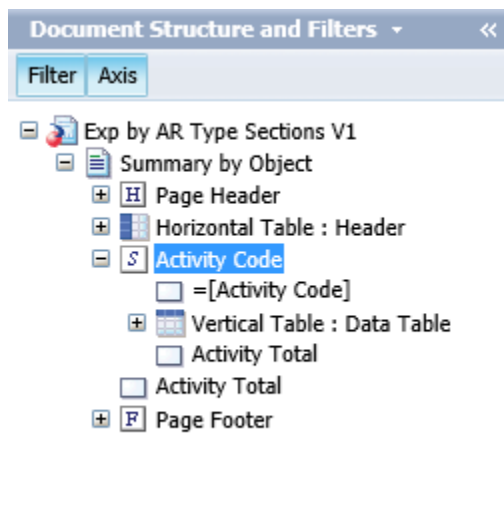 Document Structure and Filters
Filter Axis
Exp by AR Type Sections V1
Summary by Object
H Page Header
Horizontal Table : Header
S Activity Code
=[Activity Code]
Vertical Table : Data Table
Activity Total
Activity Total
F Page Footer